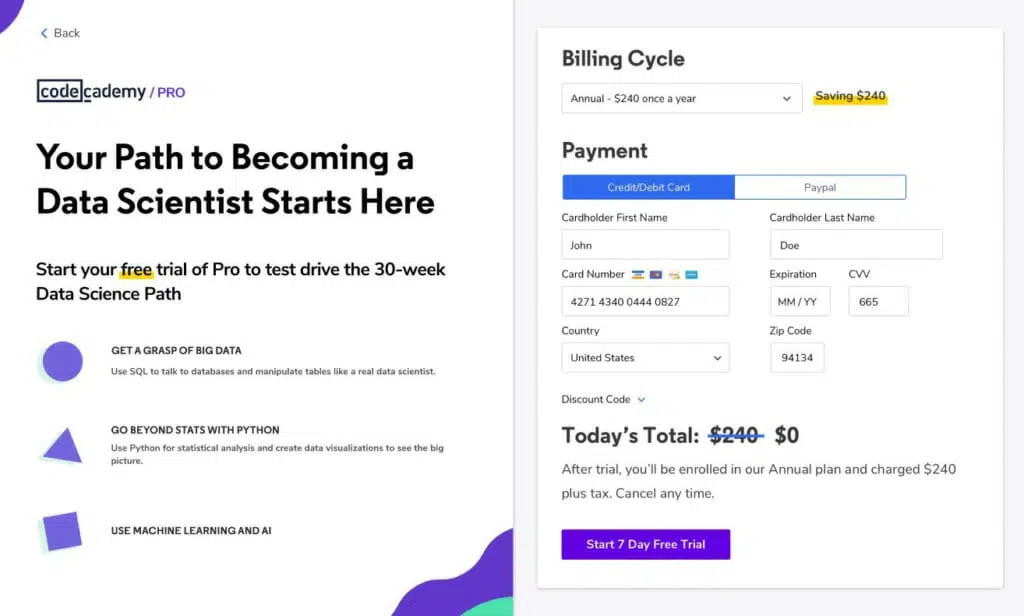 Back
codecademy / PRO
Your Path to Becoming a
Data Scientist Starts Here
Start your free trial of Pro to test drive the 30-week
Data Science Path
GET A GRASP OF BIG DATA
Use SQL to talk to databases and manipulate tables like a real data scientist.
GO BEYOND STATS WITH PYTHON
Use Python for statistical analysis and create data visualizations to see the big
picture.
USE MACHINE LEARNING AND AI
Billing Cycle
Annual - $240 once a year
Saving $240
Payment
Credit/Debit Card
Paypal
Cardholder First Name
Cardholder Last Name
John
Doe
Card Number
Expiration
CVV
4271 4340 0444 0827
MM / YY
665
Country
Zip Code
United States
94134
Discount Code
Today's Total: $240 $0
After trial, you'll be enrolled in our Annual plan and charged $240
plus tax. Cancel any time.
Start 7 Day Free Trial